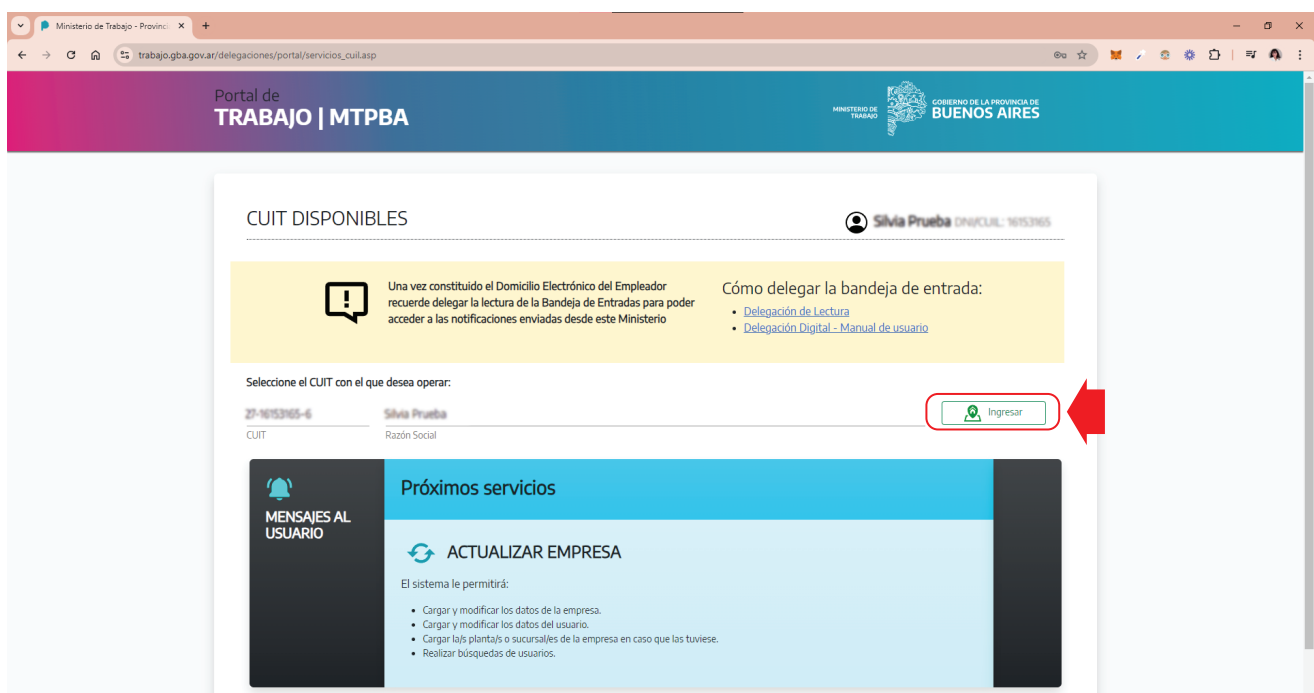 Ministerio de Trabajo - Provinci
trabajo.gba.gov.ar/delegaciones/portal/servicios_cuil.asp
Portal de
TRABAJO | MTPBA
MINISTERIO DE
TRABAJO
GOBIERNO DE LA PROVINCIA DE
BUENOS AIRES
CUIT DISPONIBLES
Silvia Prueba DNI/CUIL: 16153165
Una vez constituido el Domicilio Electrónico del Empleador
recuerde delegar la lectura de la Bandeja de Entradas para poder
acceder a las notificaciones enviadas desde este Ministerio
Cómo delegar la bandeja de entrada:
• Delegación de Lectura
• Delegación Digital - Manual de usuario
Seleccione el CUIT con el que desea operar:
27-16153165-6
Silvia Prueba
Ingresar
CUIT
Razón Social
MENSAJES AL
USUARIO
Próximos servicios
ACTUALIZAR EMPRESA
El sistema le permitirá:
• Cargar y modificar los datos de la empresa.
• Cargar y modificar los datos del usuario.
• Cargar la/s planta/s o sucursal/es de la empresa en caso que las tuviese.
• Realizar búsquedas de usuarios.